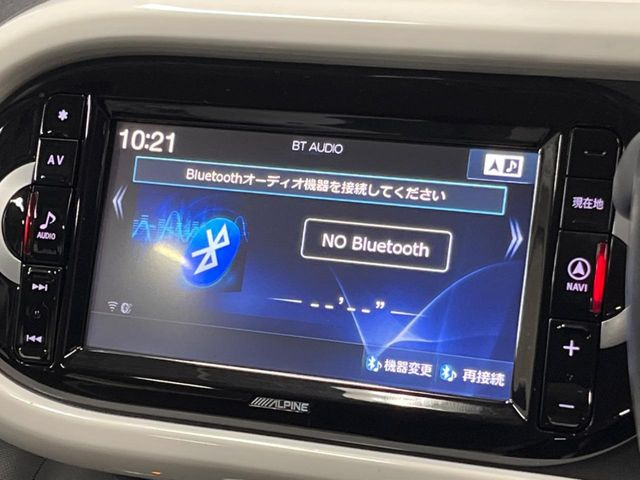 10:21
BT AUDIO
Bluetoothオーディオ機器を接続してください
NO Bluetooth
--'--"
機器変更
再接続
AV
AUDIO
現在地
NAVI
ALPINE